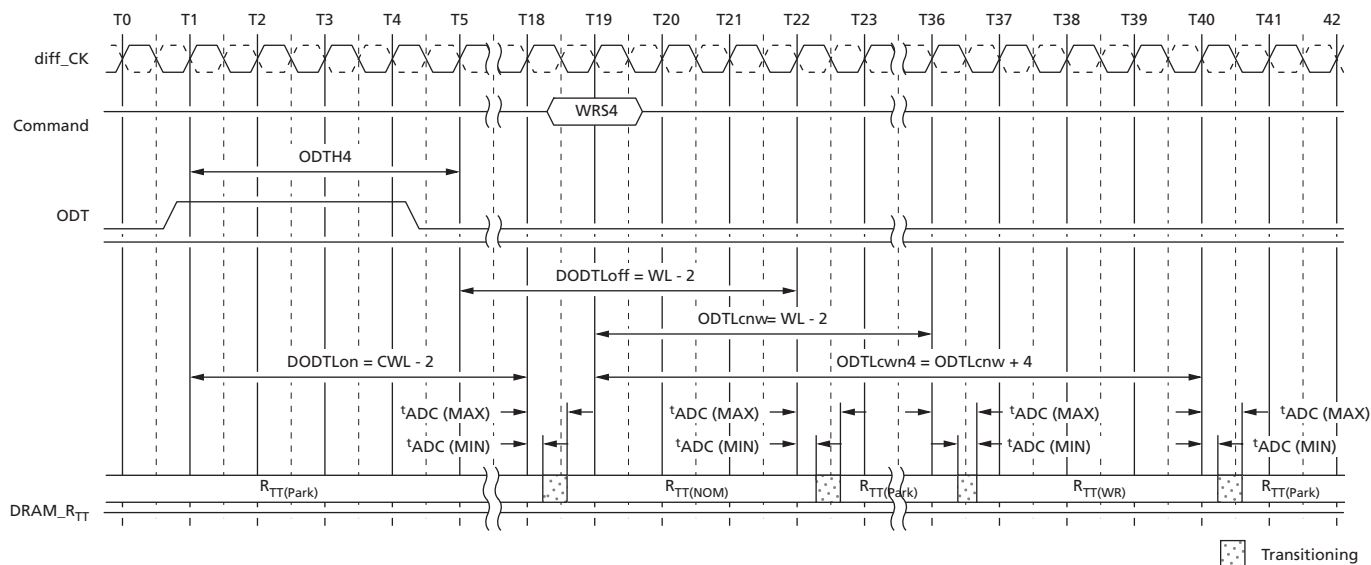 T0 T1 T2 T3 T4 T5 T18 T19 T20 T21 T22 T23 T36 T37 T38 T39 T40 T41 42
diff_CK
Command
WRS4
ODTH4
ODT
DODTLoff = WL - 2
ODTLcnw= WL - 2
DODTLon = CWL - 2
ODTLcwn4 = ODTLcnw + 4
tADC (MAX) tADC (MAX) tADC (MAX) tADC (MAX)
tADC (MIN) tADC (MIN) tADC (MIN) tADC (MIN)
RTT(Park) RTT(NOM) RTT(Park) RTT(WR) RTT(Park)
DRAM_RTT
Transitioning